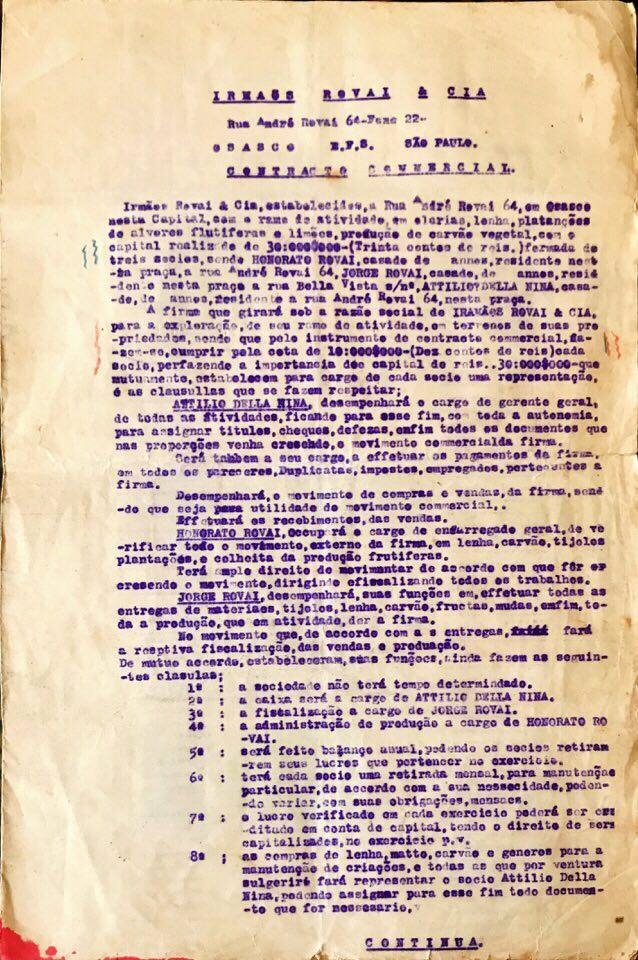 IRMAÕS ROVAI & CIA
Rua André Rovai 64-Fone 22-
OSASCO E.F.S. SÃO PAULO.
CONTRACTO COMMERCIAL.
Irmãos Rovai & Cia, estabelecidos, a Rua André Rovai 64, em Osasco
nesta Capital, com o ramo de atividade, em olarias, lenha, platanções
de alvores flutiferas e limões, produção de carvão vegetal, com o
capital realizado de 30:000$000-(Trinta contos de reis.)formada de
treis socios, sendo HONORATO ROVAI, casado de annos, residente nest
-ta praça, a rua André Rovai 64, JORGE ROVAI, casado, de annos, resi
-dente nesta praça a rua Bella Vista s/nº, ATTILIO DELLA NINA, casa-
-do, de annos, residente a rua André Rovai 64, nesta praça.
A firma que girará sob a razão social de IRAMÃOS ROVAI & CIA.
para a exploração, de seu ramo de atividade, em terrenos de suas pro
-priedades, sendo que pelo instrumento de contracto commercial, fa-
zem-se, cumprir pela cota de 10:000$000-(Dez contos de reis)cada
socio, perfazendo a importancia doc capital de reis..30:000$000-que
mutuamente, estabelecem para cargo de cada socio uma representação,
é as clausullas que se fazem respeitar;
ATTILIO DELLA NINA, desempenhará o cargo de gerente geral,
de todas as atividades, ficando para esse fim, com toda a autonomia,
para assignar titulos, cheques, defezas, emfim todos os documentos que
nas proporções venha crescendo, o movimento commercialda firma.
Será tambem a seu cargo, a effetuar os pagamentos da firma,
em todos os parceros, Duplicatas, impostos, empregados, pertencentes a
firma.
Desempenhará, o movimento de compras e vendas, da firma, send
-do que seja para utilidade do movimento commercial,.
Effetuará os recebimentos, das vendas.
HONORATO ROVAI, Occupará o cargo de encarregado geral, de ve
-rificar todo o movimento, externo da firma, em lenha, carvão, tijolos
plantações, e colheita da produção frutiferas.
Terá amplo direito de movimantar de accordo com que fôr er
crescendo o movimento, dirigindo efiscalizando todos os trabalhos.
JORGE ROVAI, desempenhará, suas funções em, effetuar todas as
entregas de materiaes, tijolos, lenha, carvão, fructas, mudas, emfim, to-
da a produção, que em atividade, der a firma.
No movimento que, de accordo com a s entregas, fará
a resptiva fiscalização, das vendas e produação.
De mutuo accordo, estabeleceram, suas funções, ainda fazem as seguin-
-tes clasulas;
1º : a sociedade não terá tempo determindado.
2º : a caixa será a cargo de ATTILIO DELLA NINA.
3º : a fiscalização a cargo de JORGE ROVAI.
4º : a administração de produção a cargo de HONORATO RO
-VAI.
5º : será feito balanço anual, podendo os socios retiram
-rem seus lucros que pertencer no exercicio.
6º : terá cada socio uma retirada mensal, para manutenção
particular, de accordo com a sua nessecidade, poden-
-do variar, com suas obrigações, mensaes.
7º : o lucro verificado em cada exercicio poderá ser
-ditado em conta de capital, tendo o direito de sere
capitalizados, no exercicio p.v.
8º ; as compras de lenha, matto, carvão e generos para a
manutenção de criações, e todas as que por ventura
sulgeriré fará representar o socio Attilio Della
Nina, podendo assignar para esse fim todo documen-
-to que for nessesario,
CONTINUA.